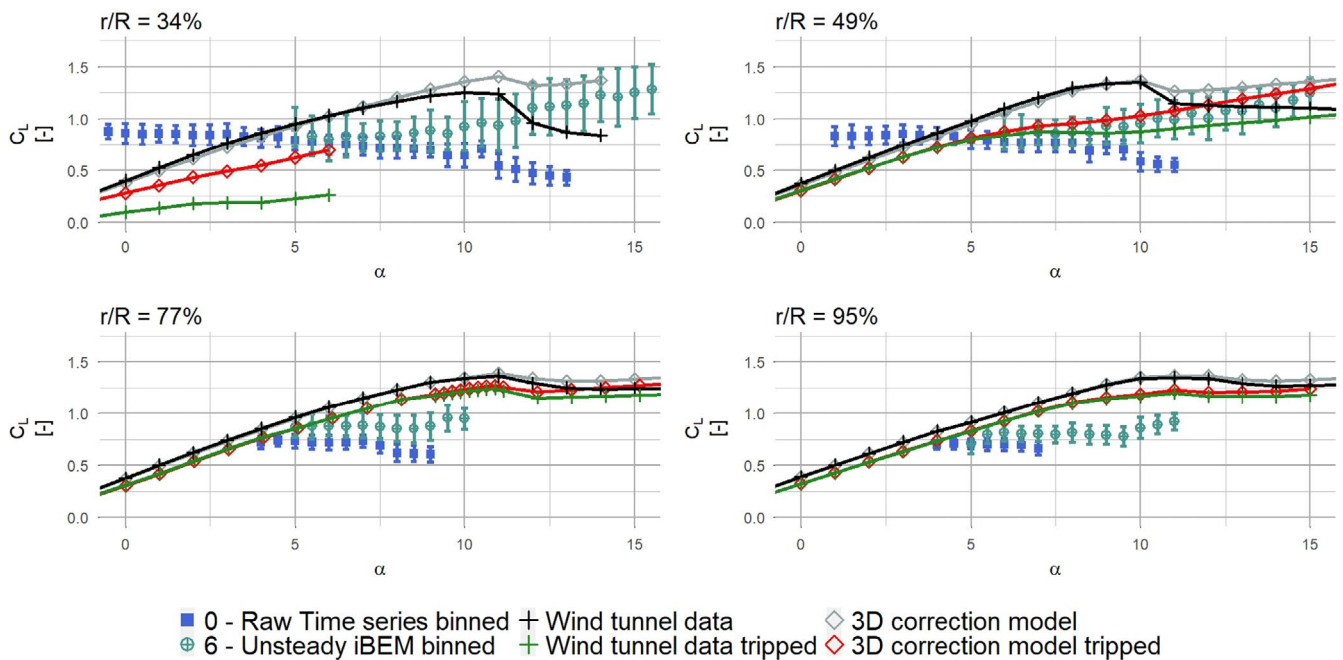 r/R = 34%
1.5
1.0
0.5
0.0
C_L [-]
0
5
10
15
α
r/R = 49%
1.5
1.0
0.5
0.0
C_L [-]
0
5
10
15
α
r/R = 77%
1.5
1.0
0.5
0.0
C_L [-]
0
5
10
15
α
r/R = 95%
1.5
1.0
0.5
0.0
C_L [-]
0
5
10
15
α
0 - Raw Time series binned
Wind tunnel data
3D correction model
6 - Unsteady iBEM binned
Wind tunnel data tripped
3D correction model tripped